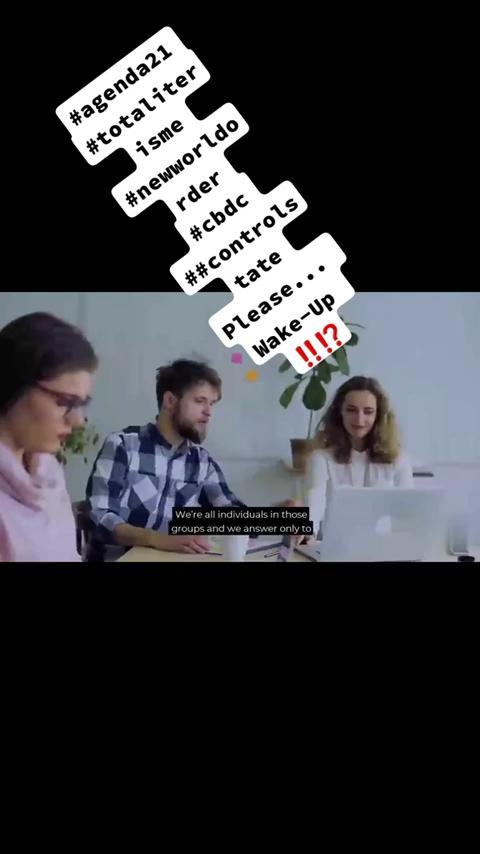 #agenda21
#totaliter
isme
#newworldo
rder
#cbdc
##controls
tate
Please...
Wake-Up
‼️⁉️
We're all individuals in those
groups and we answer only to